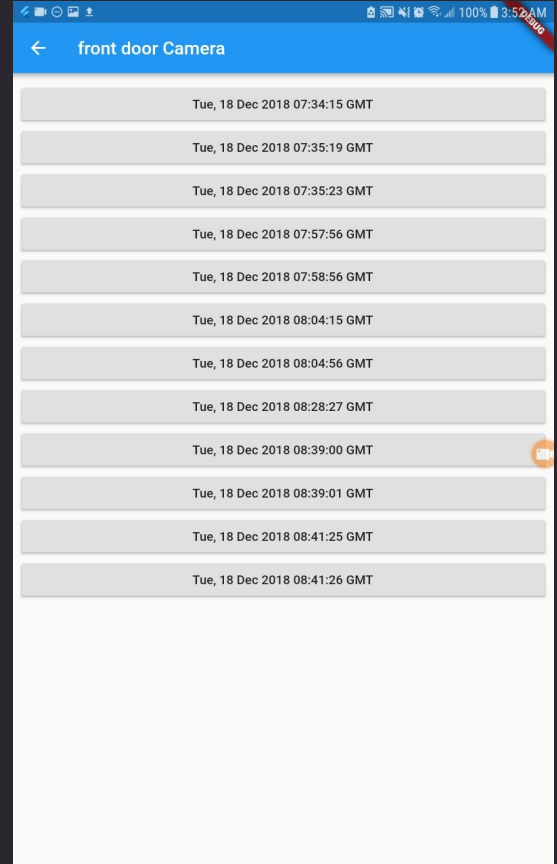 100% 3:52 AM
DEBUG
front door Camera
Tue, 18 Dec 2018 07:34:15 GMT
Tue, 18 Dec 2018 07:35:19 GMT
Tue, 18 Dec 2018 07:35:23 GMT
Tue, 18 Dec 2018 07:57:56 GMT
Tue, 18 Dec 2018 07:58:56 GMT
Tue, 18 Dec 2018 08:04:15 GMT
Tue, 18 Dec 2018 08:04:56 GMT
Tue, 18 Dec 2018 08:28:27 GMT
Tue, 18 Dec 2018 08:39:00 GMT
Tue, 18 Dec 2018 08:39:01 GMT
Tue, 18 Dec 2018 08:41:25 GMT
Tue, 18 Dec 2018 08:41:26 GMT